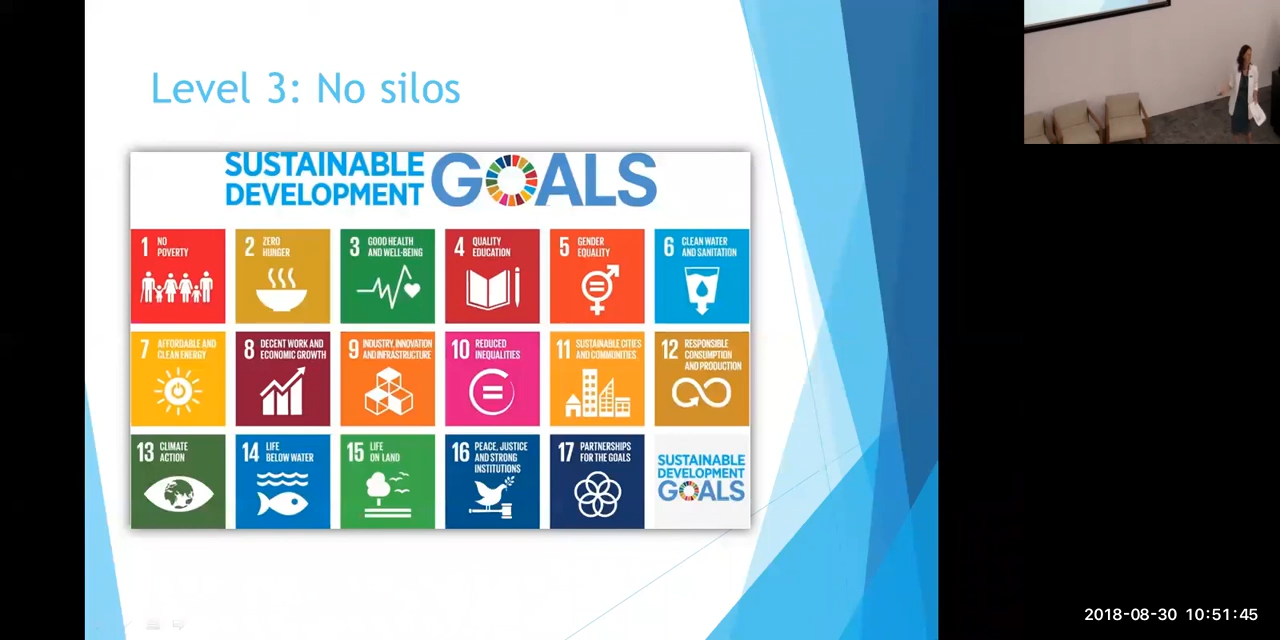 Level 3: No silos
SUSTAINABLE
DEVELOPMENT
GOALS
1 NO
POVERTY
2 ZERO
HUNGER
3 GOOD HEALTH
AND WELL-BEING
4 QUALITY
EDUCATION
5 GENDER
EQUALITY
6 CLEAN WATER
AND SANITATION
7 AFFORDABLE AND
CLEAN ENERGY
8 DECENT WORK AND
ECONOMIC GROWTH
9 INDUSTRY, INNOVATION
AND INFRASTRUCTURE
10 REDUCED
INEQUALITIES
11 SUSTAINABLE CITIES
AND COMMUNITIES
12 RESPONSIBLE
CONSUMPTION
AND PRODUCTION
13 CLIMATE
ACTION
14 LIFE
BELOW WATER
15 LIFE
ON LAND
16 PEACE, JUSTICE
AND STRONG
INSTITUTIONS
17 PARTNERSHIPS
FOR THE GOALS
SUSTAINABLE
DEVELOPMENT
GOALS
2018-08-30 10:51:45